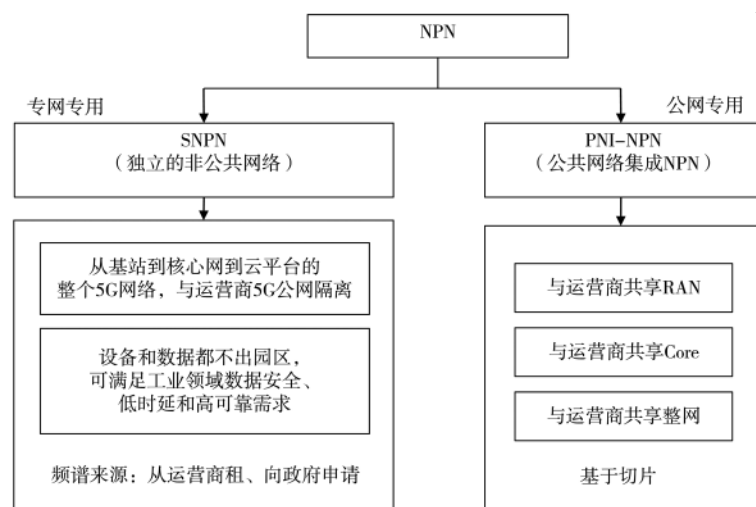 NPN
专网专用
公网专用
SNPN
（独立的非公共网络）
PNI-NPN
（公共网络集成NPN）
从基站到核心网到云平台的
整个5G网络，与运营商5G公网隔离
设备和数据都不出园区，
可满足工业领域数据安全、
低时延和高可靠需求
频谱来源：从运营商租、向政府申请
与运营商共享RAN
与运营商共享Core
与运营商共享整网
基于切片